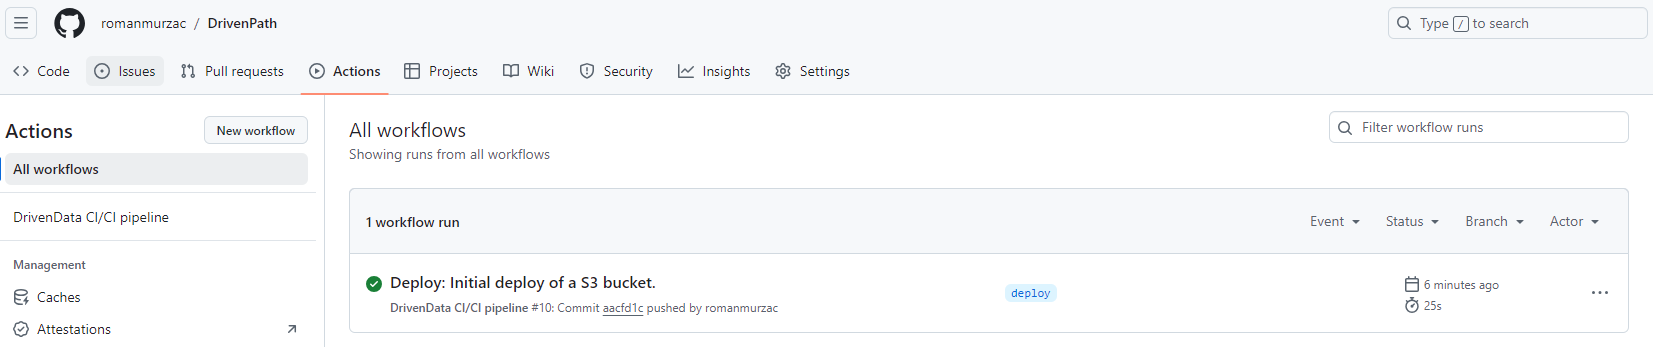 romanmurzac / DrivenPath
Type / to search
Code Issues Pull requests Actions Projects Wiki Security Insights Settings
Actions
New workflow
All workflows
DrivenData CI/CI pipeline
Management
Caches
Attestations
All workflows
Showing runs from all workflows
Filter workflow runs
1 workflow run
Event Status Branch Actor
Deploy: Initial deploy of a S3 bucket.
DrivenData CI/CI pipeline #10: Commit aacfd1c pushed by romanmurzac
deploy
6 minutes ago
25s